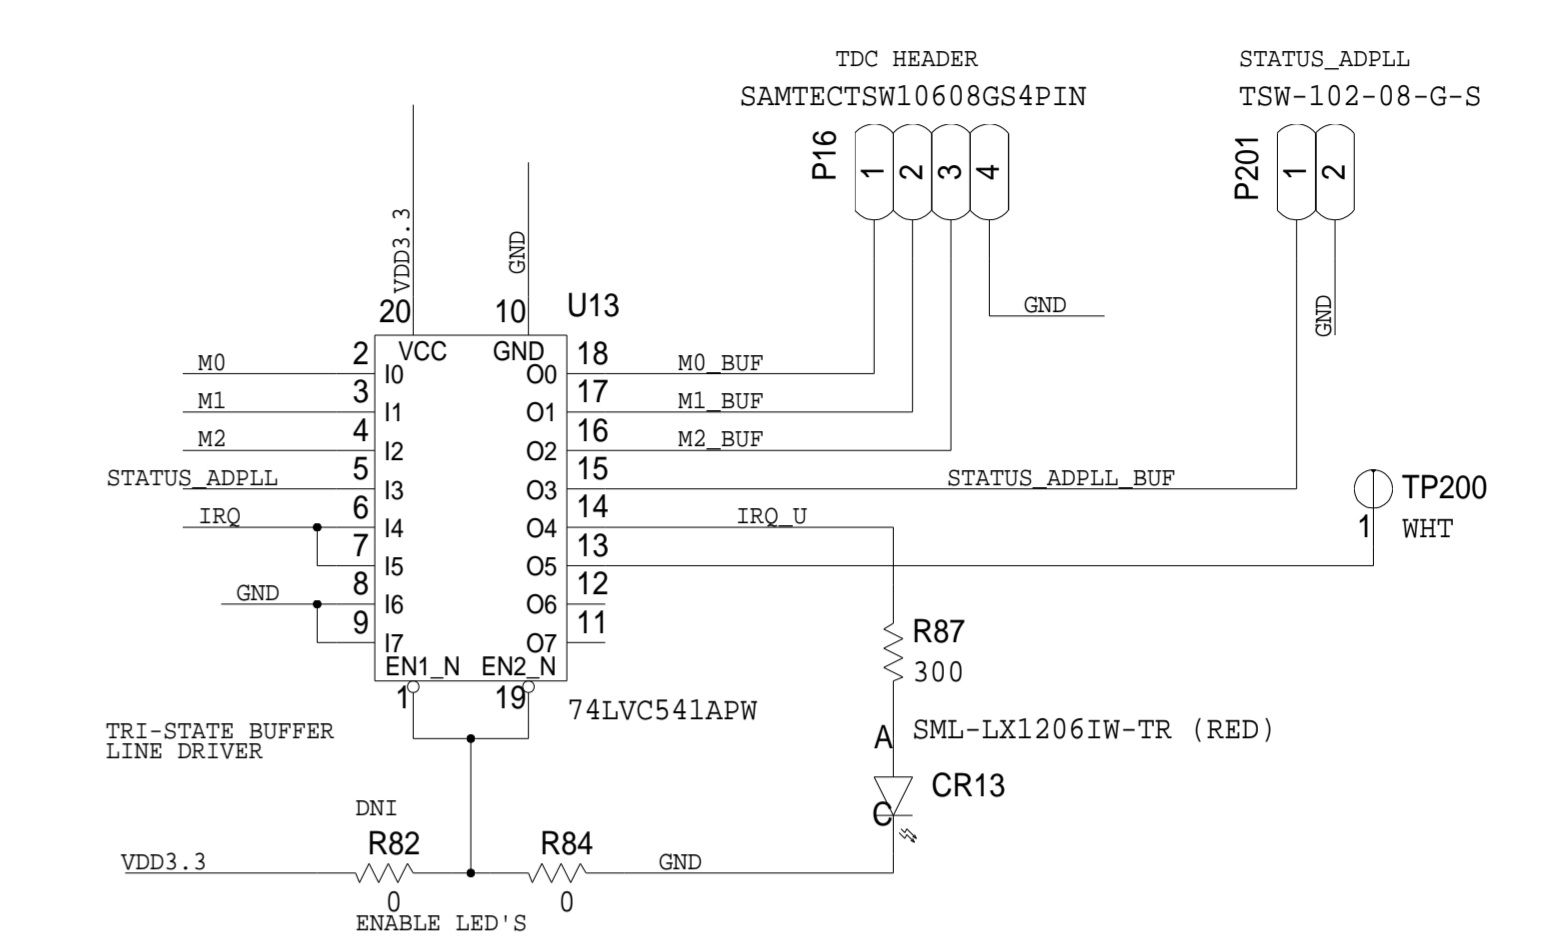 TDC HEADER
STATUS_ADPLL
SAMTECTSW10608GS4PIN
TSW-102-08-G-S
P16
1
2
3
4
P201
1
2
VDD3.3
GND
GND
GND
20
10
U13
VCC
GND
M0
2
I0
O0
18
M0_BUF
M1
3
I1
O1
17
M1_BUF
M2
4
I2
O2
16
M2_BUF
STATUS_ADPLL
5
I3
O3
15
STATUS_ADPLL_BUF
IRQ
6
I4
O4
14
IRQ_U
7
I5
O5
13
GND
8
I6
O6
12
9
I7
O7
11
TP200
1
WHT
EN1_N
EN2_N
1
19
74LVC541APW
R87
300
TRI-STATE BUFFER
LINE DRIVER
A
SML-LX1206IW-TR (RED)
CR13
C
DNI
R82
R84
VDD3.3
GND
0
0
ENABLE LED'S